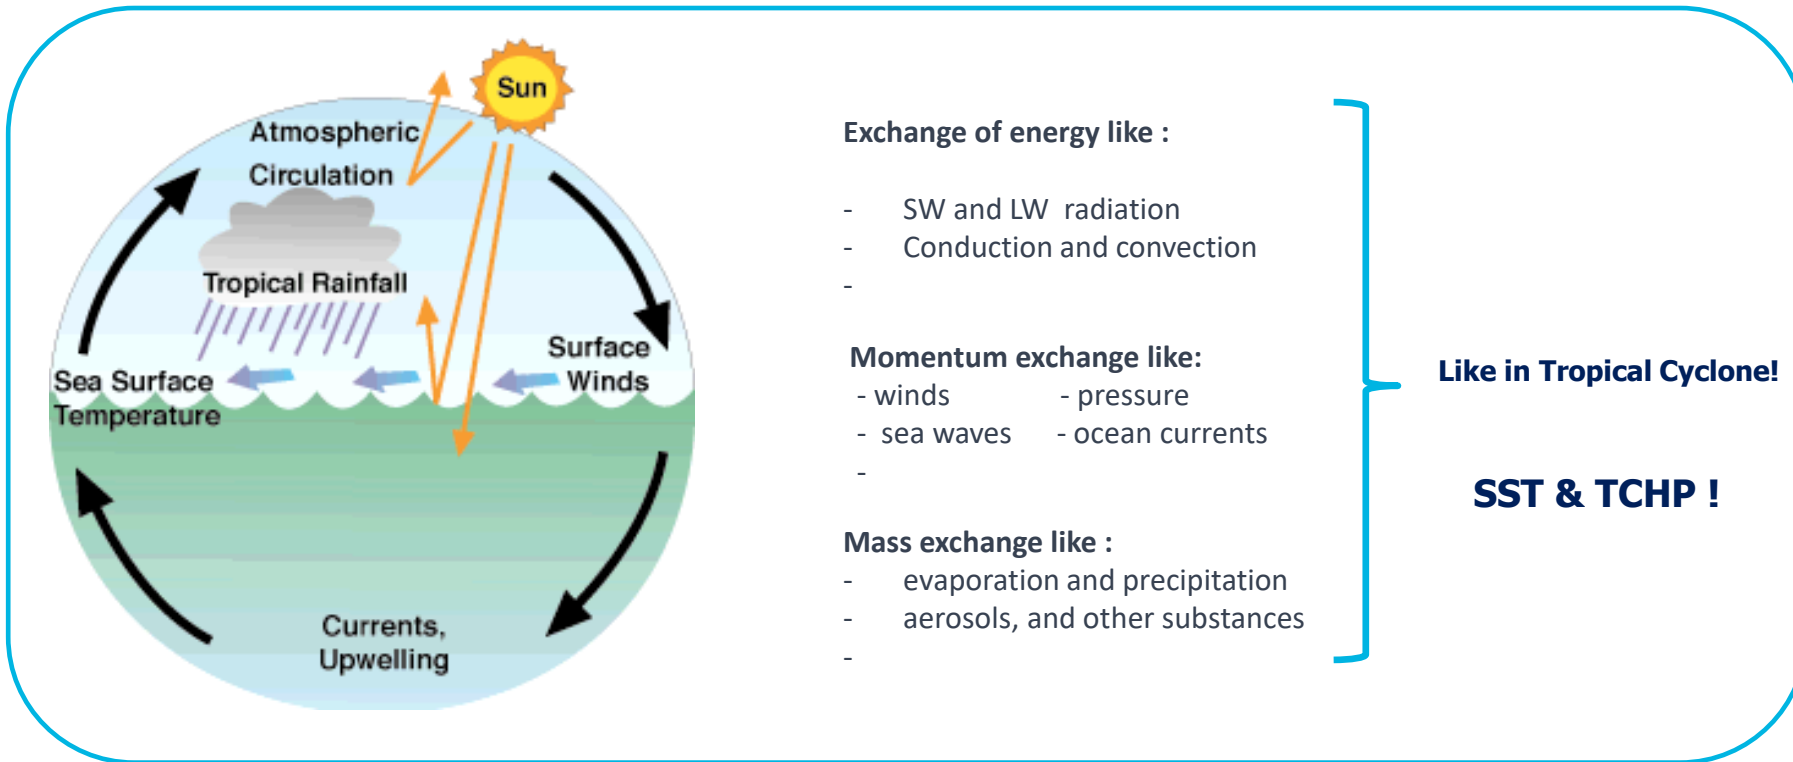 Sun
Atmospheric
Circulation
Tropical Rainfall
Surface
Winds
Sea Surface
Temperature
Currents,
Upwelling
Exchange of energy like :
- SW and LW radiation
- Conduction and convection
-
Momentum exchange like:
- winds - pressure
- sea waves - ocean currents
-
Mass exchange like :
- evaporation and precipitation
- aerosols, and other substances
-
Like in Tropical Cyclone!
SST & TCHP !